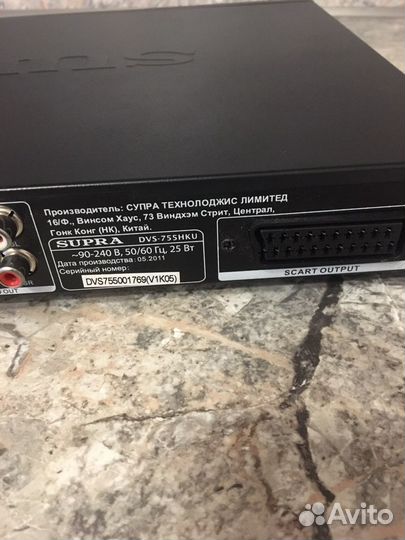 Производитель: СУПРА ТЕХНОЛОДЖИС ЛИМИТЕД
16/Ф., Винсом Хаус, 73 Виндхэм Стрит, Централ,
Гонк Конг (НК), Китай.
SUPRA DVS-755HKU
~90-240 В, 50/60 Гц, 25 Вт
Дата производства :05.2011
Серийный номер:
DVS755001769(V1K05)
SCART OUTPUT
OUT
Avito